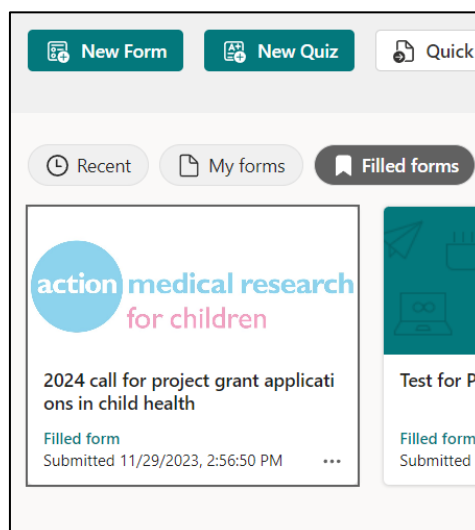 New Form
New Quiz
Quick
Recent
My forms
Filled forms
action medical research
for children
2024 call for project grant applicati
ons in child health
Filled form
Submitted 11/29/2023, 2:56:50 PM
...
Test for P
Filled form
Submitted